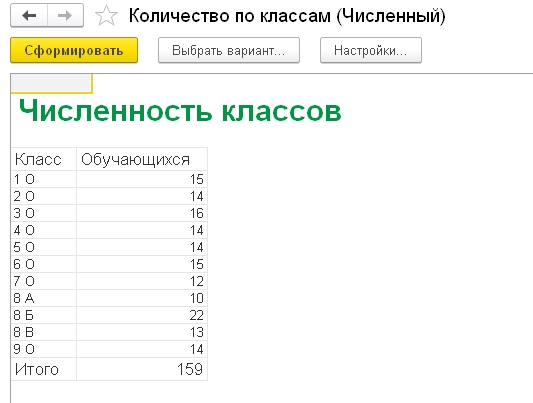 Количество по классам (Численный)
Сформировать Выбрать вариант... Настройки...
Численность классов
Класс Обучающихся
1 О 15
2 О 14
3 О 16
4 О 14
5 О 14
6 О 15
7 О 12
8 А 10
8 Б 22
8 В 13
9 О 14
Итого 159